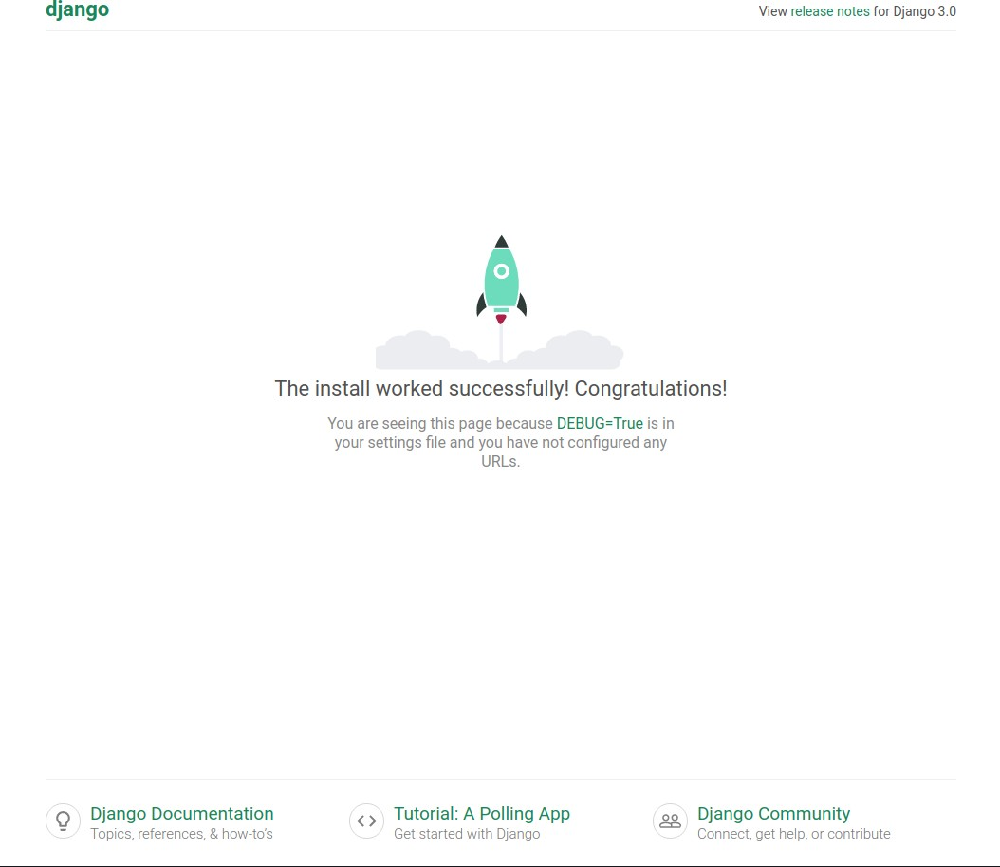 django
View release notes for Django 3.0
The install worked successfully! Congratulations!
You are seeing this page because DEBUG=True is in
your settings file and you have not configured any
URLs.
Django Documentation
Topics, references, & how-to's
Tutorial: A Polling App
Get started with Django
Django Community
Connect, get help, or contribute